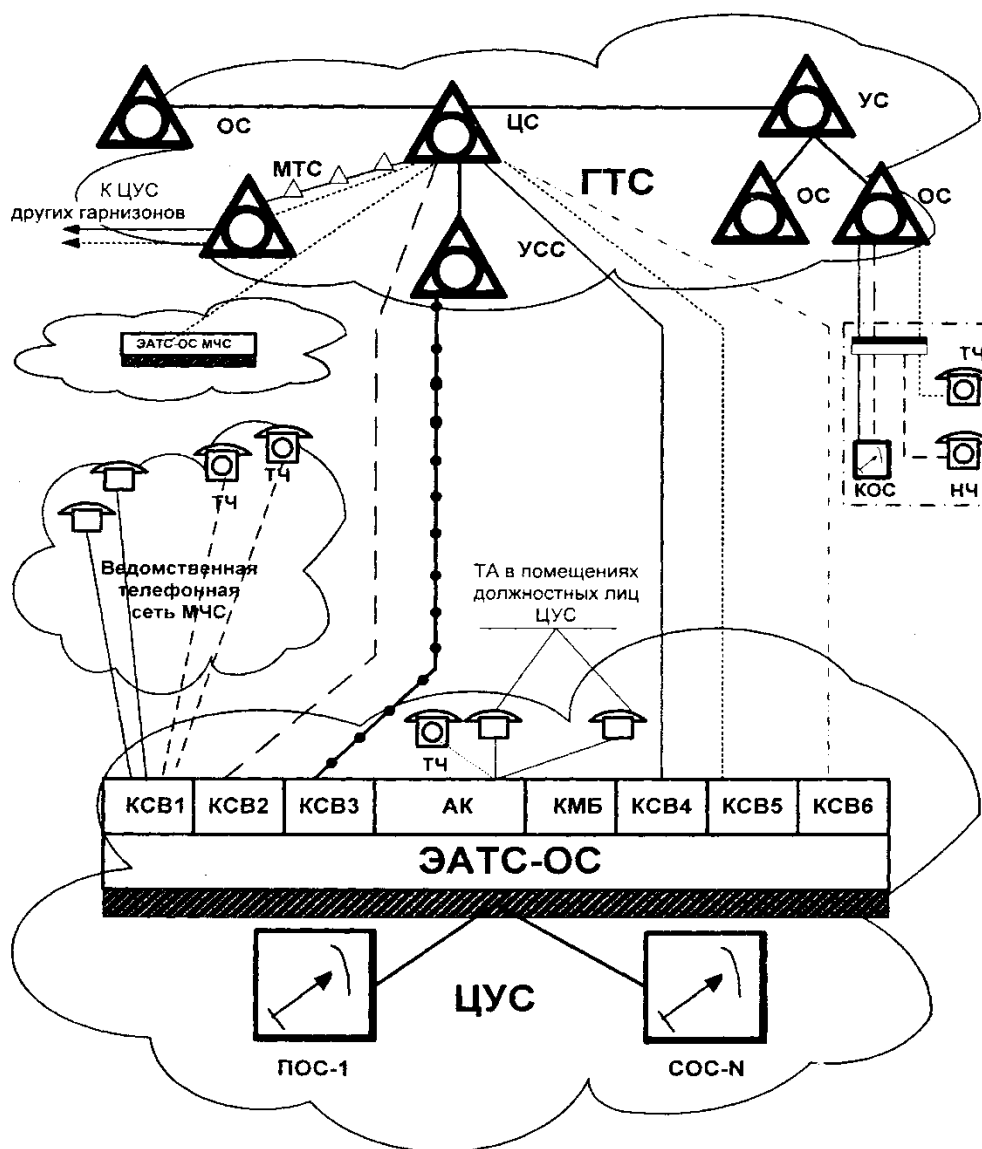 ОС
ЦС
УС
МТС
ГТС
К ЦУС
других гарнизонов
ОС
ОС
УСС
ЭАТС-ОС МЧС
ТЧ
ТЧ
ТЧ
КОС
НЧ
Ведомственная
телефонная
сеть МЧС
ТА в помещениях
должностных лиц
ЦУС
ТЧ
КСВ1
КСВ2
КСВ3
АК
КМБ
КСВ4
КСВ5
КСВ6
ЭАТС-ОС
ЦУС
ПОС-1
СОС-N